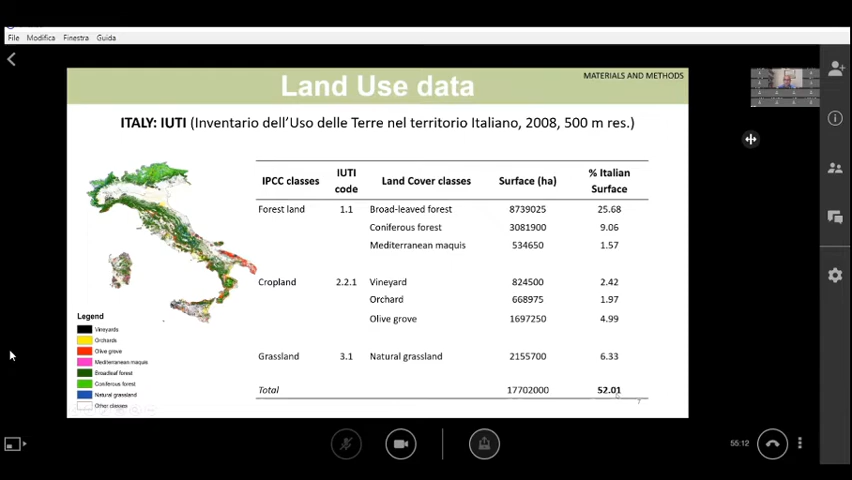 File Modifica Finestra Guida
MATERIALS AND METHODS
Land Use data
ITALY: IUTI (Inventario dell'Uso delle Terre nel territorio Italiano, 2008, 500 m res.)
IPCC classes IUTI code Land Cover classes Surface (ha) % Italian Surface
Forest land 1.1 Broad-leaved forest 8739025 25.68
Coniferous forest 3081900 9.06
Mediterranean maquis 534650 1.57
Cropland 2.2.1 Vineyard 824500 2.42
Orchard 668975 1.97
Olive grove 1697250 4.99
Grassland 3.1 Natural grassland 2155700 6.33
Total 17702000 52.01
Legend
Vineyards
Orchards
Olive grove
Mediterranean maquis
Broadleaf forest
Coniferous forest
Natural grassland
Other classes
7
55:12